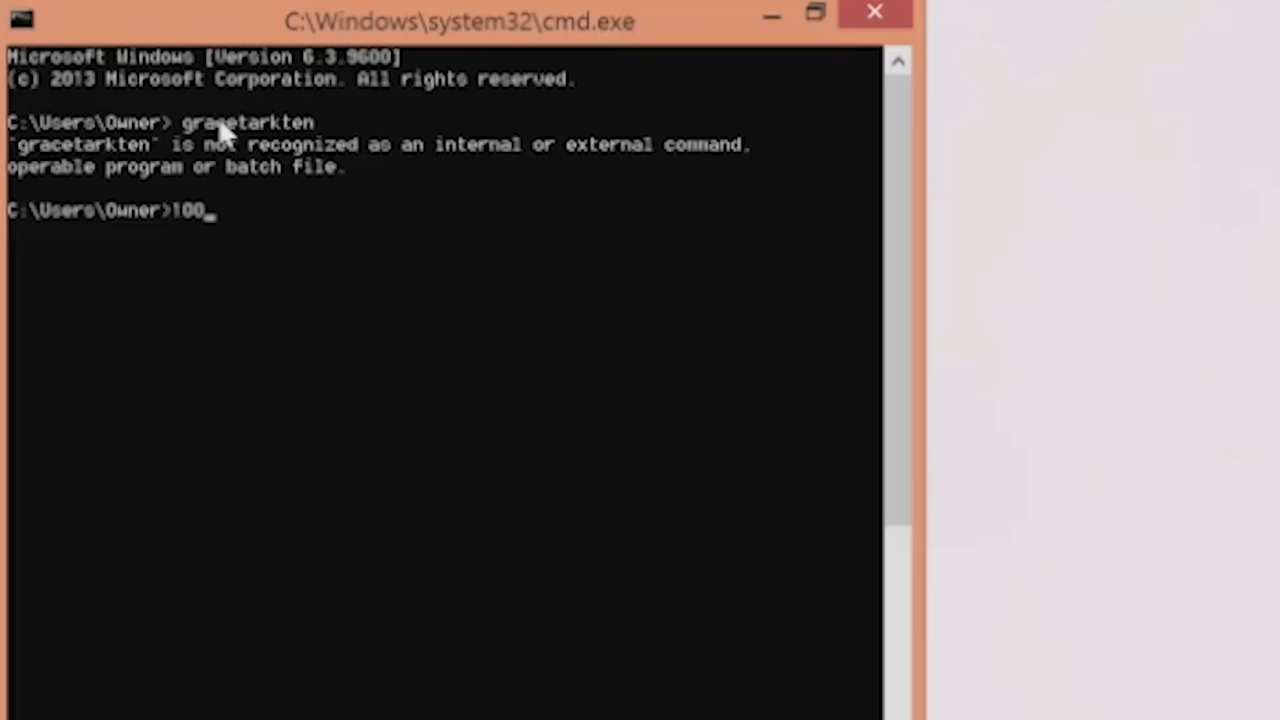 C:\Windows\system32\cmd.exe
Microsoft Windows [Version 6.3.9600]
(c) 2013 Microsoft Corporation. All rights reserved.
C:\Users\Owner> gracetarkten
'gracetarkten' is not recognized as an internal or external command,
operable program or batch file.
C:\Users\Owner>100_